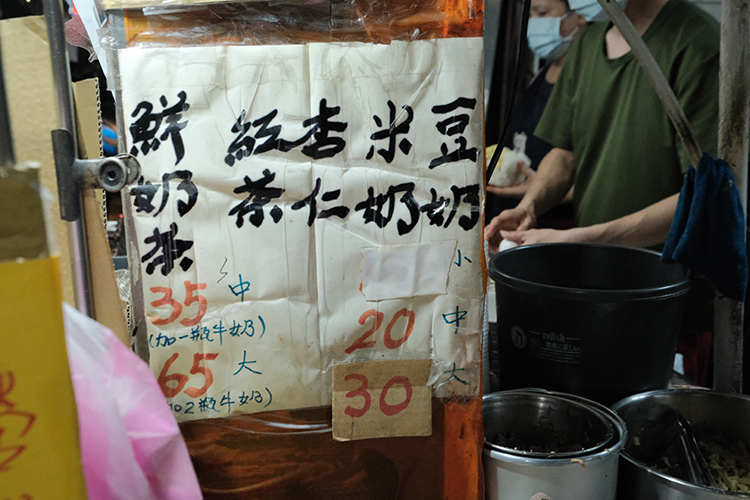 豆奶
米奶
杏仁
紅茶
鮮奶茶
小
20 中
30 大
35 中
(加一瓶牛奶)
65 大
加2瓶牛奶)